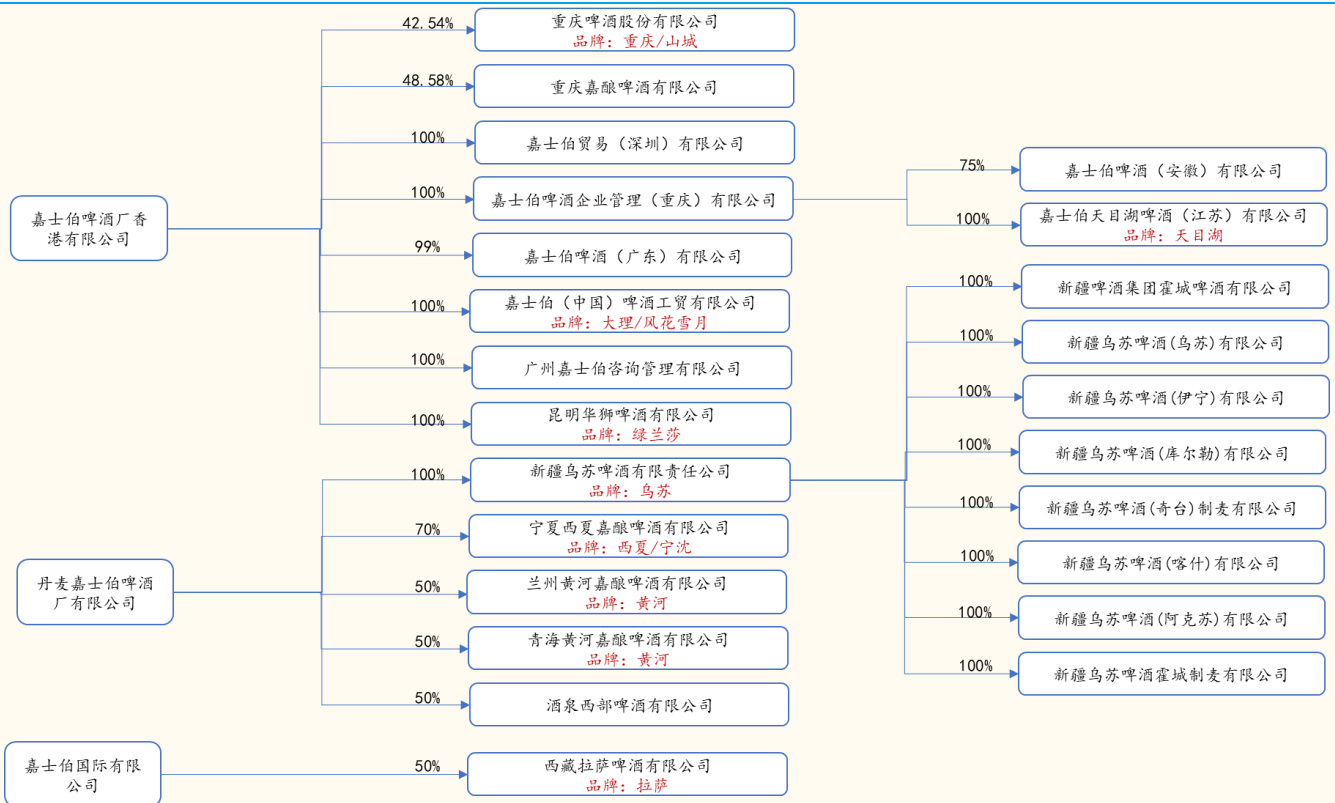 42.54%
重庆啤酒股份有限公司
品牌：重庆/山城
48.58%
重庆嘉酿啤酒有限公司
100%
嘉士伯贸易（深圳）有限公司
75%
嘉士伯啤酒（安徽）有限公司
嘉士伯啤酒厂香
港有限公司
100%
嘉士伯啤酒企业管理（重庆）有限公司
100%
嘉士伯天目湖啤酒（江苏）有限公司
品牌：天目湖
99%
嘉士伯啤酒（广东）有限公司
100%
新疆啤酒集团霍城啤酒有限公司
100%
嘉士伯（中国）啤酒工贸有限公司
品牌：大理/风花雪月
100%
新疆乌苏啤酒(乌苏)有限公司
100%
广州嘉士伯咨询管理有限公司
100%
新疆乌苏啤酒(伊宁)有限公司
100%
昆明华狮啤酒有限公司
品牌：绿兰莎
100%
新疆乌苏啤酒(库尔勒)有限公司
100%
新疆乌苏啤酒有限责任公司
品牌：乌苏
100%
新疆乌苏啤酒(奇台)制麦有限公司
70%
宁夏西夏嘉酿啤酒有限公司
品牌：西夏/宁沈
100%
新疆乌苏啤酒(喀什)有限公司
丹麦嘉士伯啤酒
厂有限公司
50%
兰州黄河嘉酿啤酒有限公司
品牌：黄河
100%
新疆乌苏啤酒(阿克苏)有限公司
50%
青海黄河嘉酿啤酒有限公司
品牌：黄河
100%
新疆乌苏啤酒霍城制麦有限公司
50%
酒泉西部啤酒有限公司
嘉士伯国际有限
公司
50%
西藏拉萨啤酒有限公司
品牌：拉萨